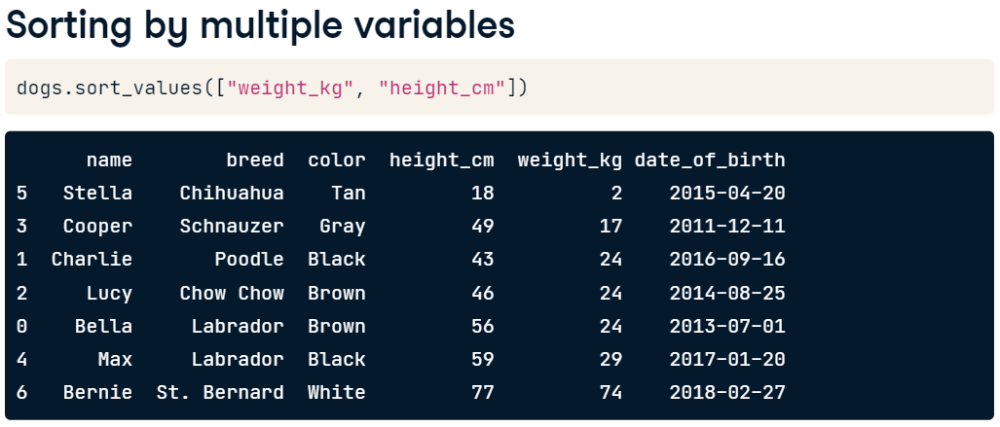 Sorting by multiple variables
dogs.sort_values(["weight_kg", "height_cm"])
name breed color height_cm weight_kg date_of_birth
5 Stella Chihuahua Tan 18 2 2015-04-20
3 Cooper Schnauzer Gray 49 17 2011-12-11
1 Charlie Poodle Black 43 24 2016-09-16
2 Lucy Chow Chow Brown 46 24 2014-08-25
0 Bella Labrador Brown 56 24 2013-07-01
4 Max Labrador Black 59 29 2017-01-20
6 Bernie St. Bernard White 77 74 2018-02-27